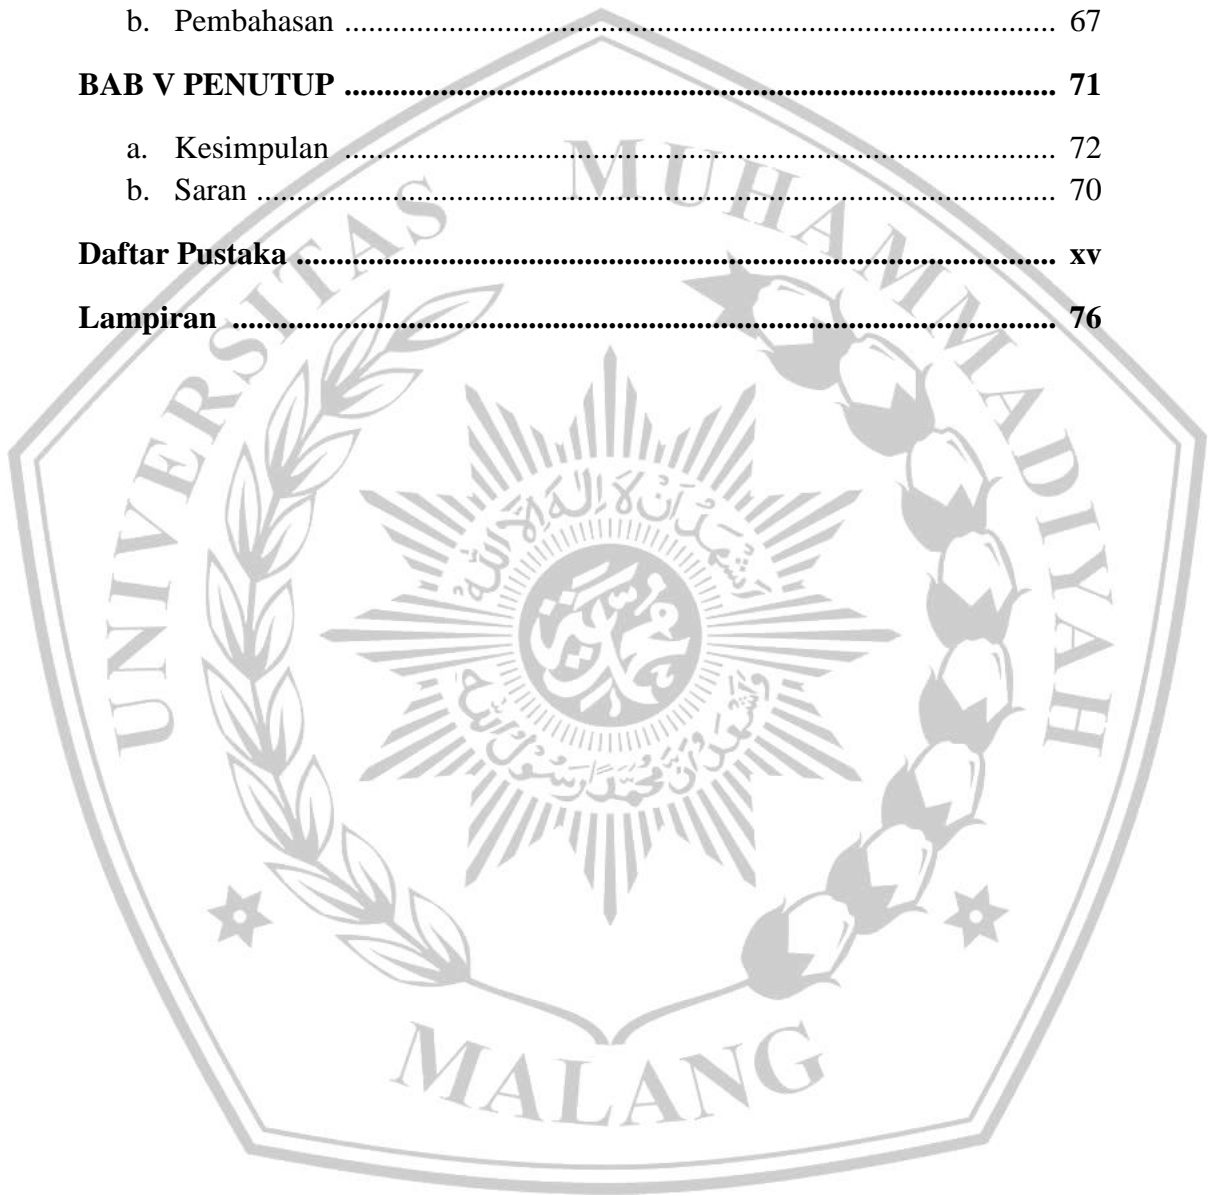 b. Pembahasan ........................................................................................ 67
BAB V PENUTUP ........................................................................................ 71
a. Kesimpulan ........................................................................................ 72
b. Saran ................................................................................................... 70
Daftar Pustaka .............................................................................................. xv
Lampiran ...................................................................................................... 76
UNIVERSITAS MUHAMMADIYAH
MALANG